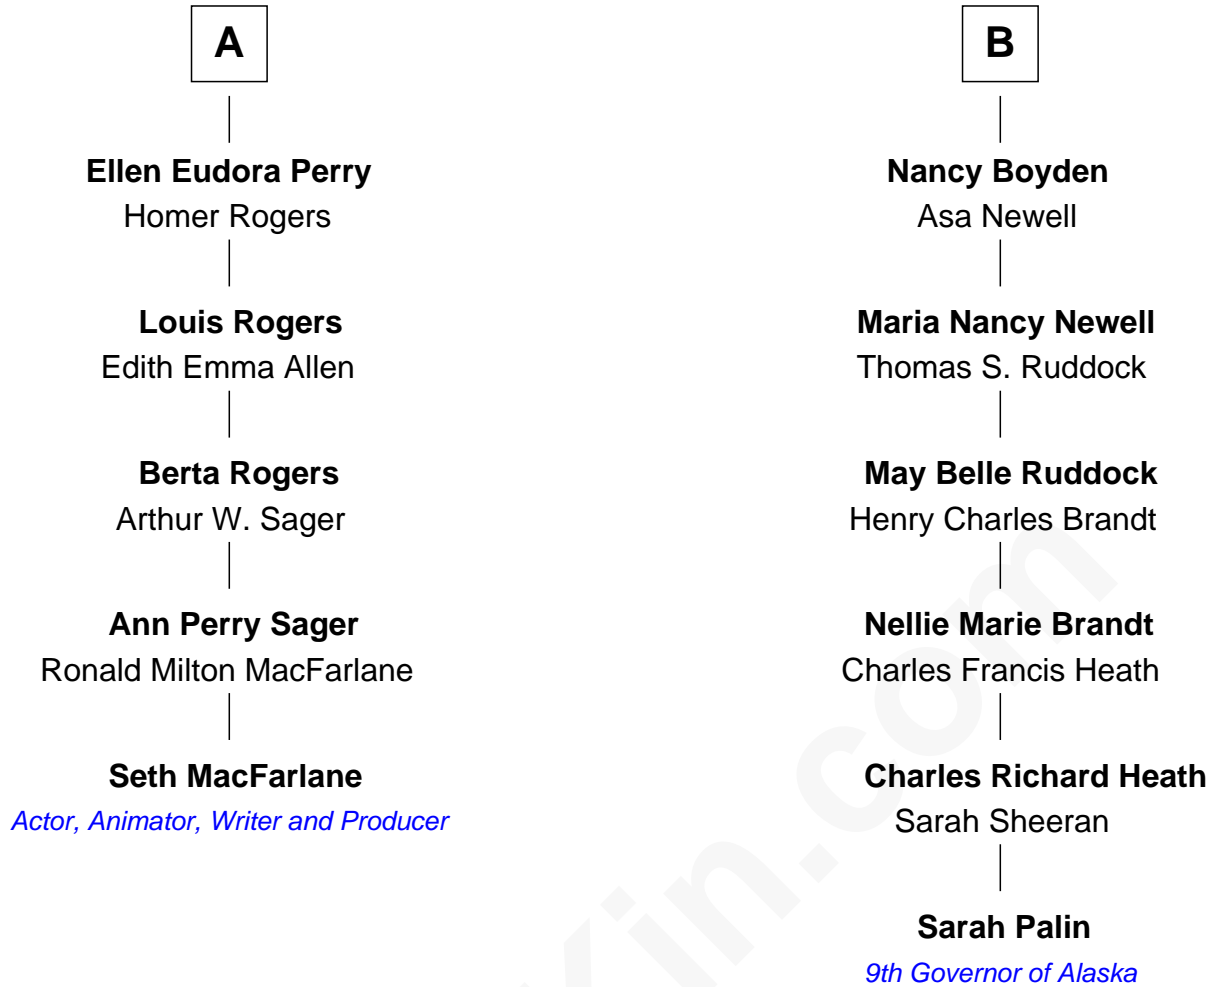 A
Ellen Eudora Perry
Homer Rogers
Louis Rogers
Edith Emma Allen
Berta Rogers
Arthur W. Sager
Ann Perry Sager
Ronald Milton MacFarlane
Seth MacFarlane
Actor, Animator, Writer and Producer
B
Nancy Boyden
Asa Newell
Maria Nancy Newell
Thomas S. Ruddock
May Belle Ruddock
Henry Charles Brandt
Nellie Marie Brandt
Charles Francis Heath
Charles Richard Heath
Sarah Sheeran
Sarah Palin
9th Governor of Alaska
Kin.com